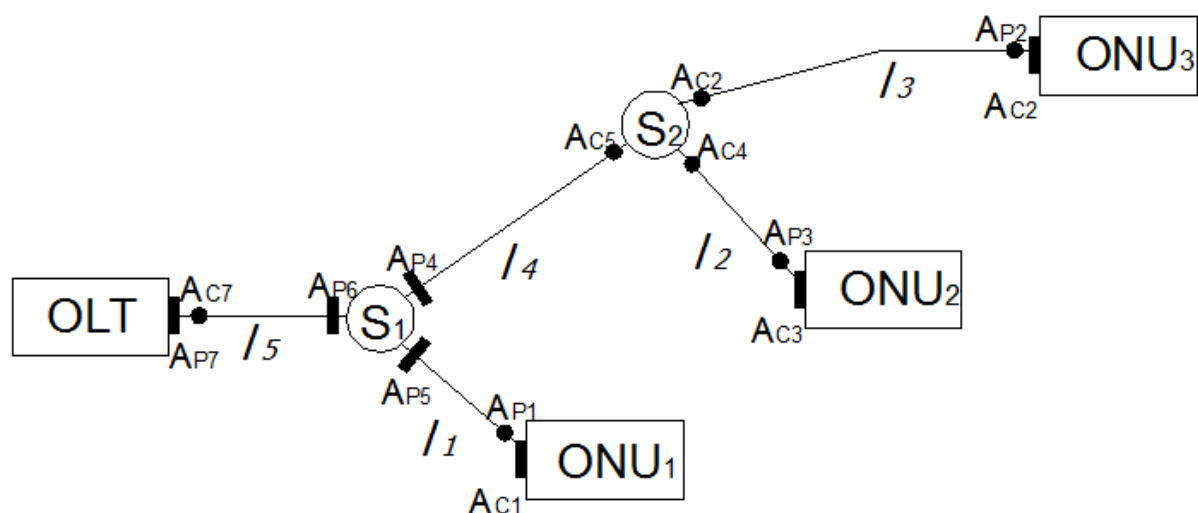 AP2
ONU3
AC2
l3
AC2
S2
AC5
AC4
AP3
l2
ONU2
AC3
AP4
l4
AC7
AP6
OLT
S1
l5
AP7
AP5
AP1
l1
ONU1
AC1